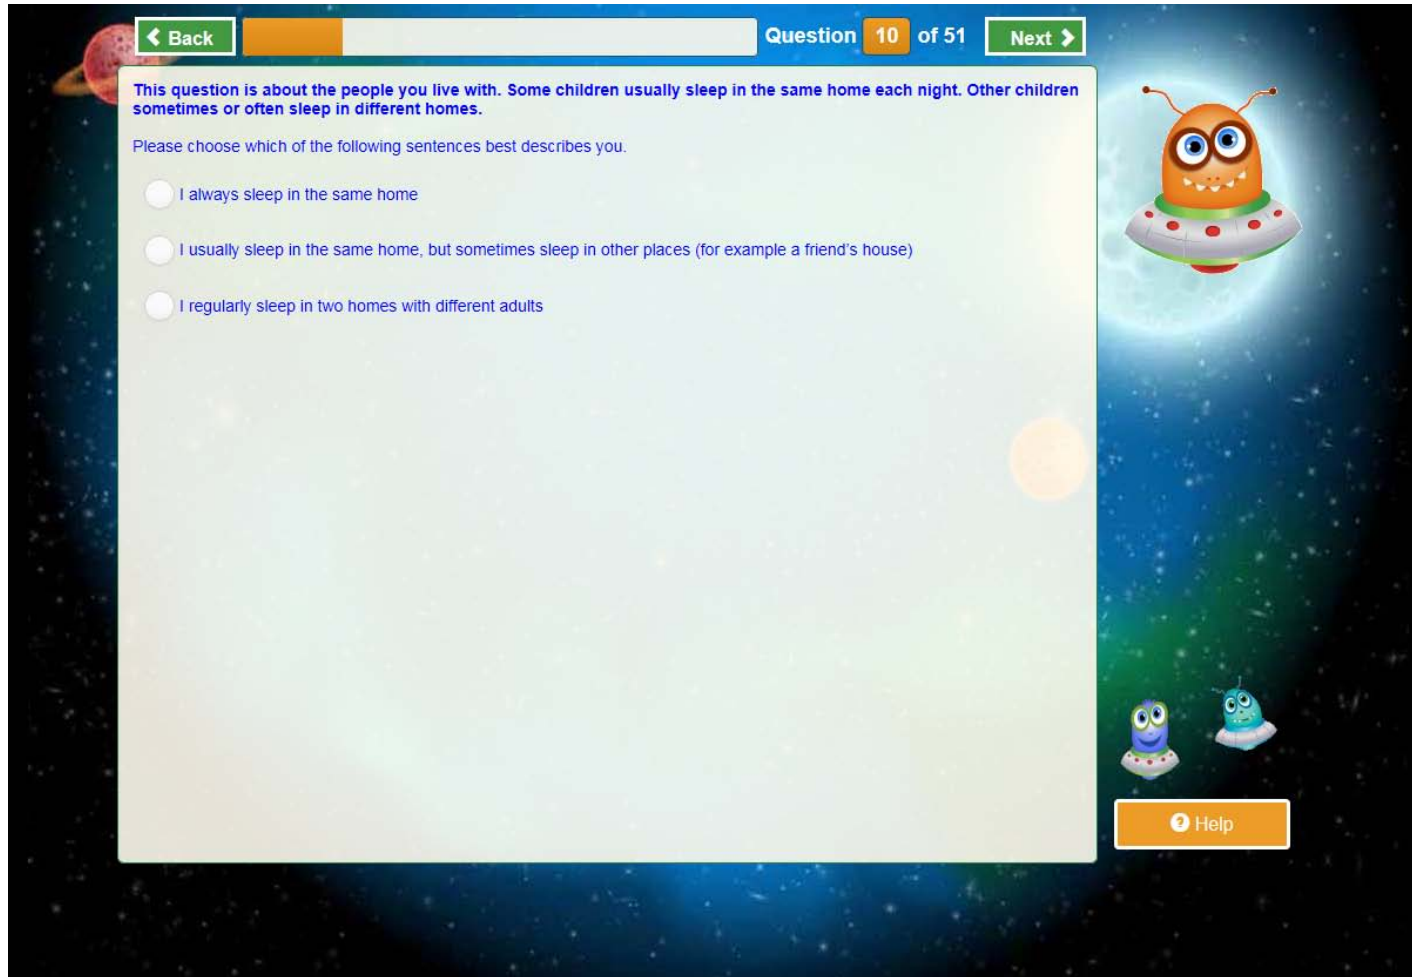 Back
Question 10 of 51
Next
This question is about the people you live with. Some children usually sleep in the same home each night. Other children
sometimes or often sleep in different homes.
Please choose which of the following sentences best describes you.
I always sleep in the same home
I usually sleep in the same home, but sometimes sleep in other places (for example a friend’s house)
I regularly sleep in two homes with different adults
? Help